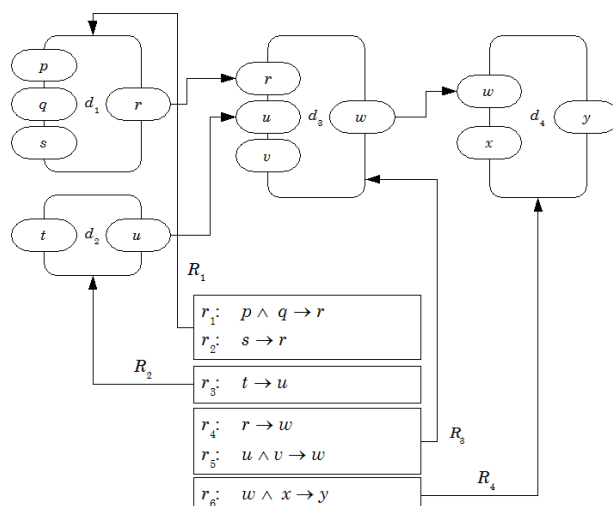 p
q
s
d₁
r
r
u
v
d₃
w
w
x
d₄
y
t
d₂
u
R₁
r₁: p ∧ q → r
r₂: s → r
R₂
r₃: t → u
r₄: r → w
r₅: u ∧ v → w
R₃
r₆: w ∧ x → y
R₄